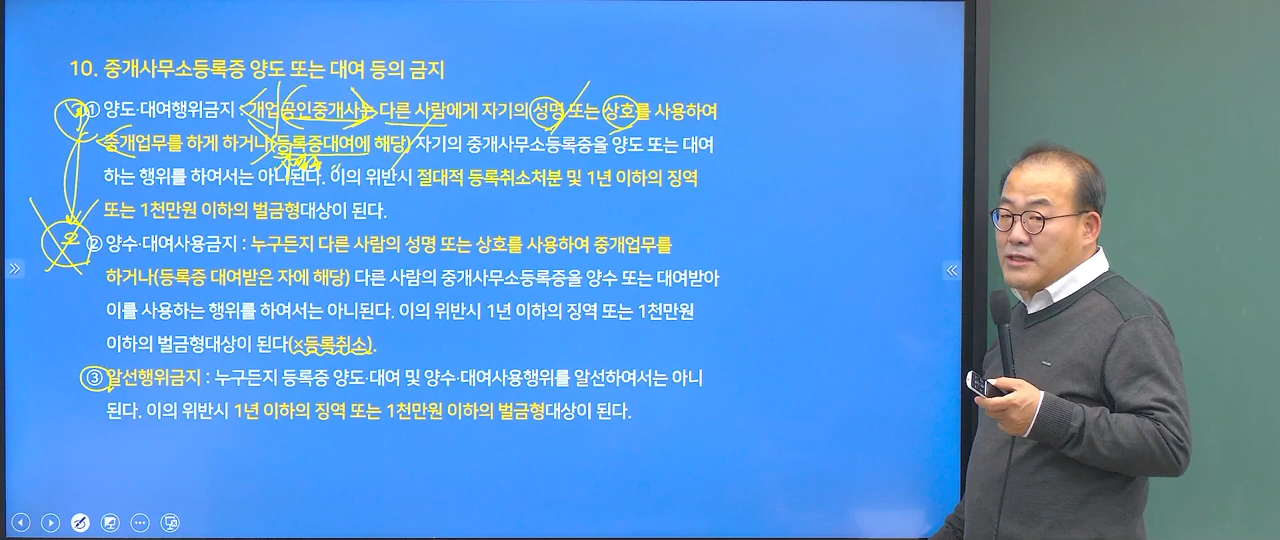 10. 중개사무소등록증 양도 또는 대여 등의 금지
① 양도·대여행위금지 : 개업공인중개사는 다른 사람에게 자기의 성명 또는 상호를 사용하여
중개업무를 하게 하거나(등록증대여에 해당) 자기의 중개사무소등록증을 양도 또는 대여
하는 행위를 하여서는 아니된다. 이의 위반시 절대적 등록취소처분 및 1년 이하의 징역
또는 1천만원 이하의 벌금형대상이 된다.
② 양수·대여사용금지 : 누구든지 다른 사람의 성명 또는 상호를 사용하여 중개업무를
하거나(등록증 대여받은 자에 해당) 다른 사람의 중개사무소등록증을 양수 또는 대여받아
이를 사용하는 행위를 하여서는 아니된다. 이의 위반시 1년 이하의 징역 또는 1천만원
이하의 벌금형대상이 된다(×등록취소).
③ 알선행위금지 : 누구든지 등록증 양도·대여 및 양수·대여사용행위를 알선하여서는 아니
된다. 이의 위반시 1년 이하의 징역 또는 1천만원 이하의 벌금형대상이 된다.